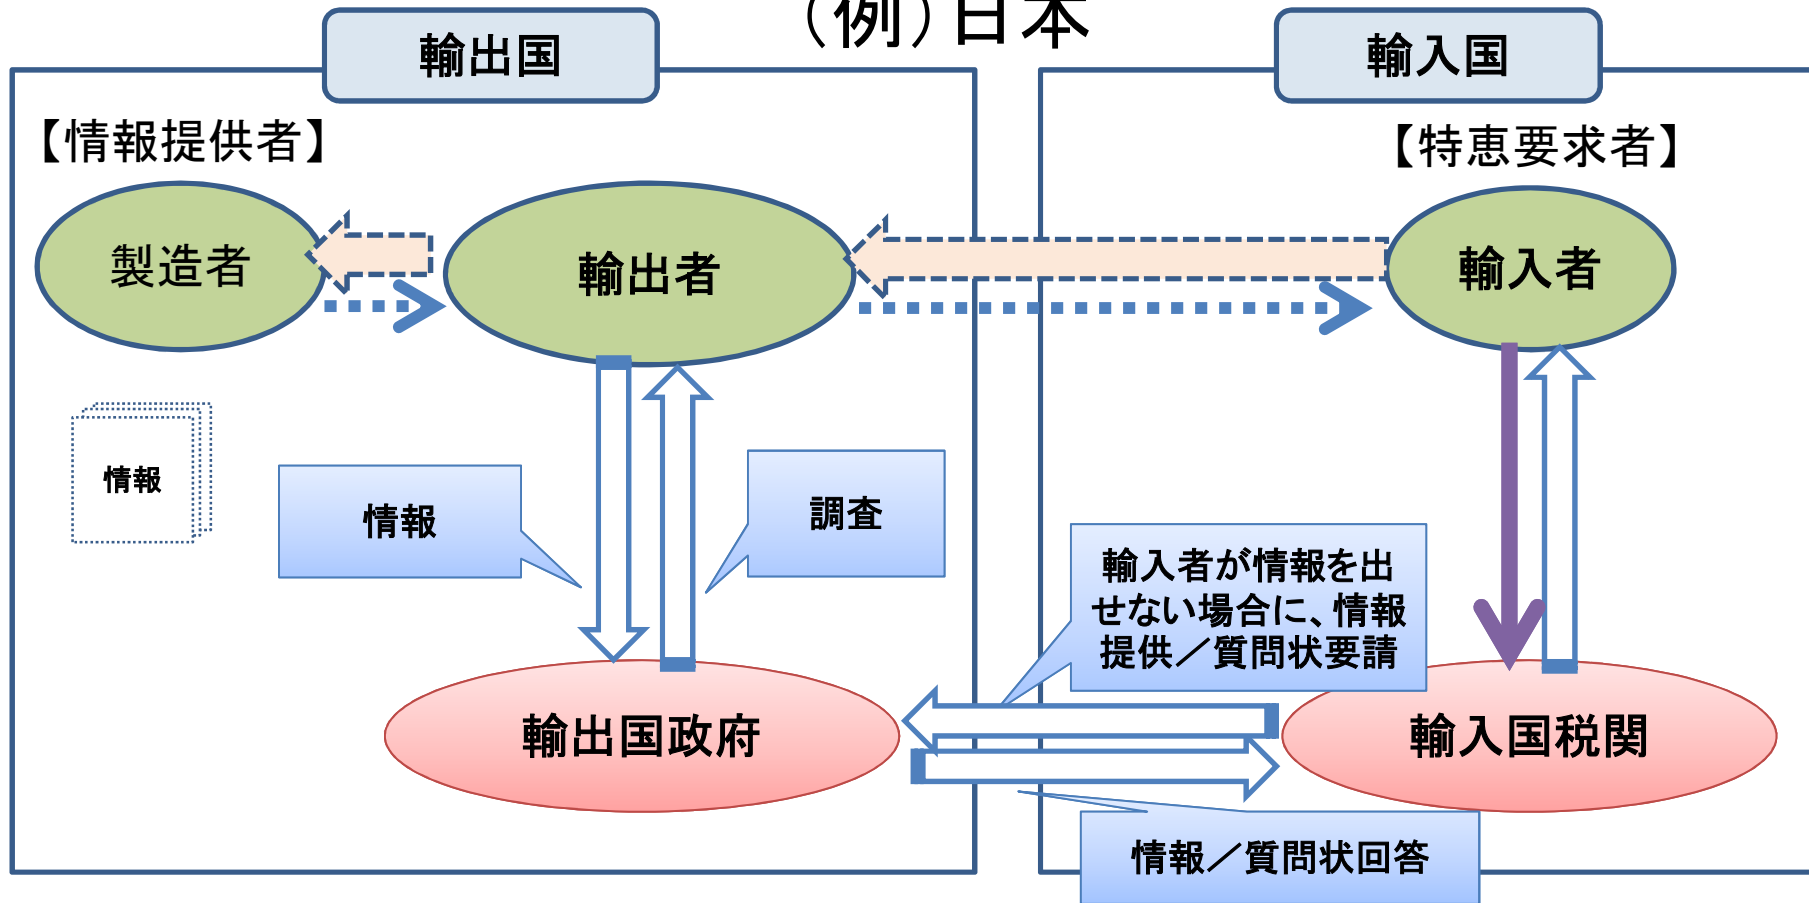 （例）日本
輸出国
輸入国
【情報提供者】
【特恵要求者】
製造者
輸出者
輸入者
情報
情報
調査
輸入者が情報を出
せない場合に、情報
提供／質問状要請
輸出国政府
輸入国税関
情報／質問状回答